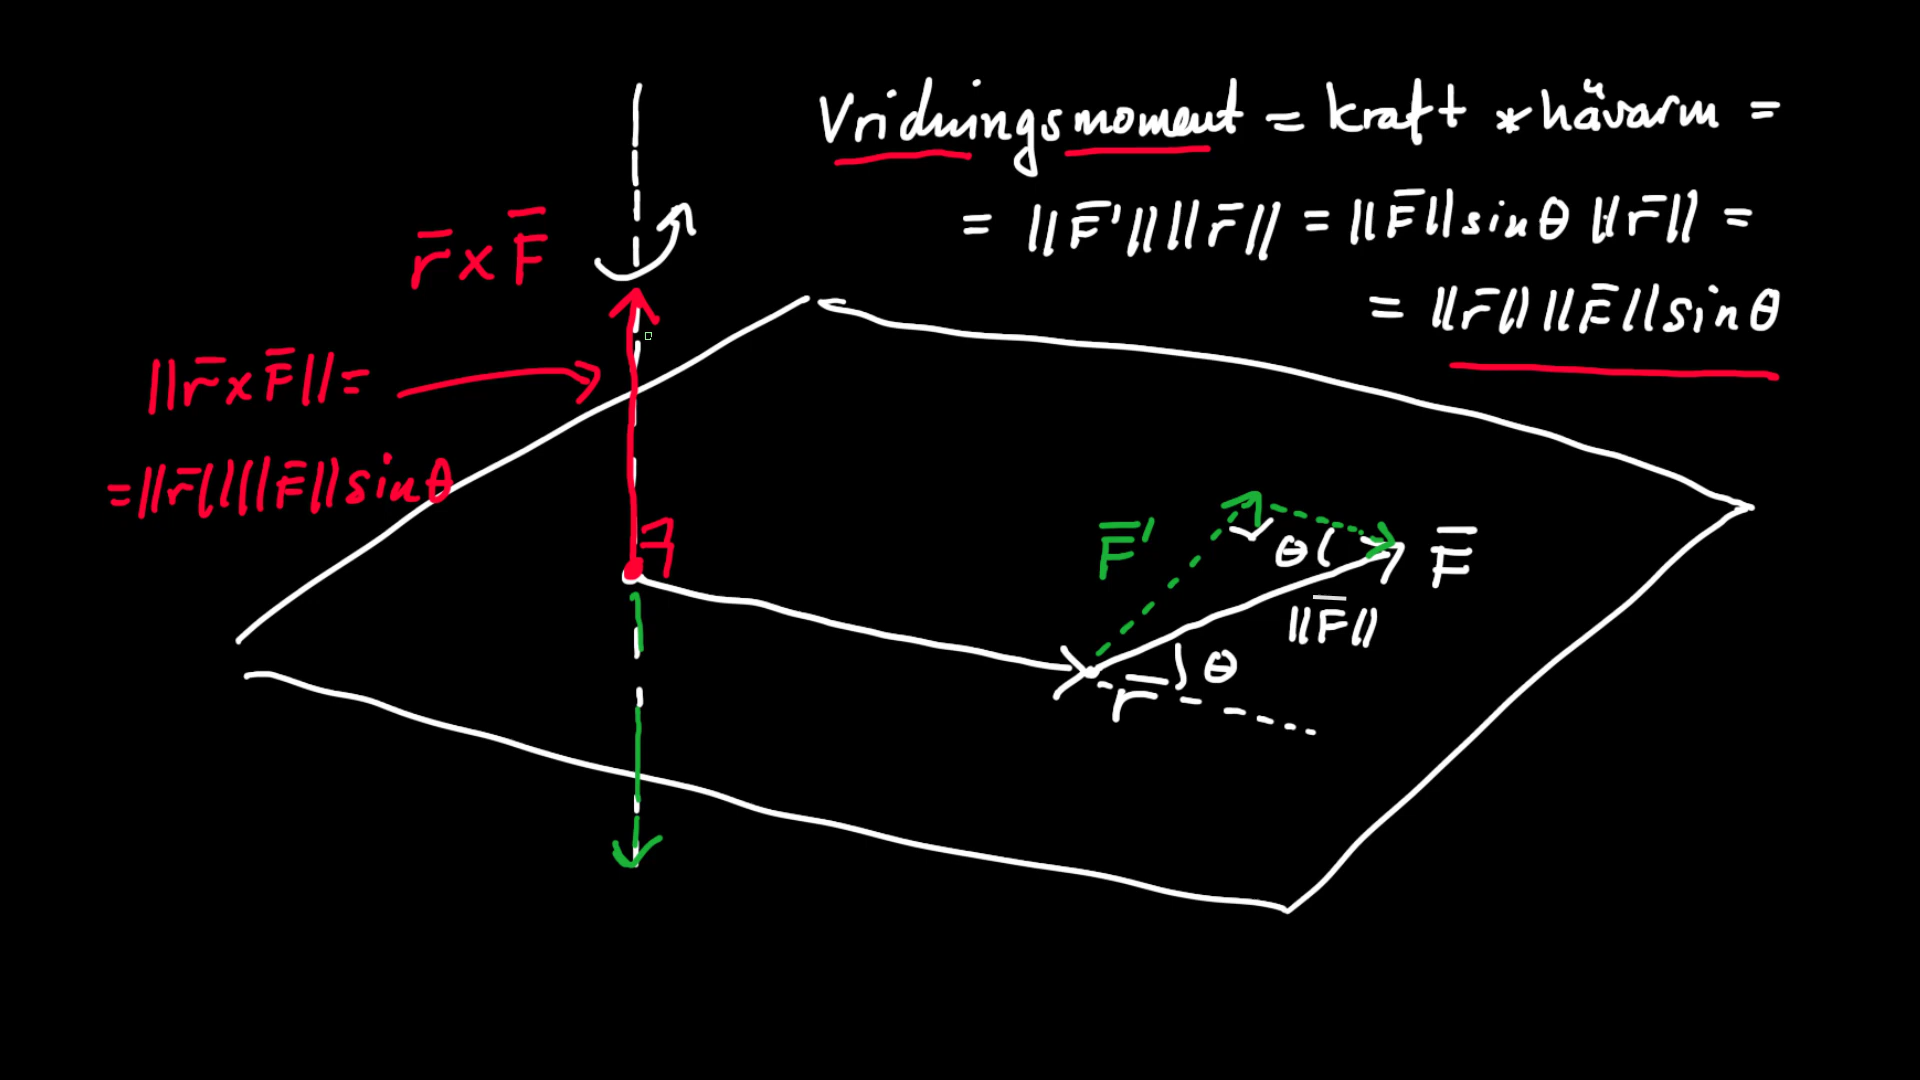 Vridningsmoment = kraft * hävarm =
= ||F̅'|| ||r̅|| = ||F̅|| sin θ ||r̅|| =
= ||r̅|| ||F̅|| sin θ
r̅ × F̅
||r̅ × F̅|| =
= ||r̅|| ||F̅|| sin θ
F̅'
θ
F̅
||F̅||
θ
r̅